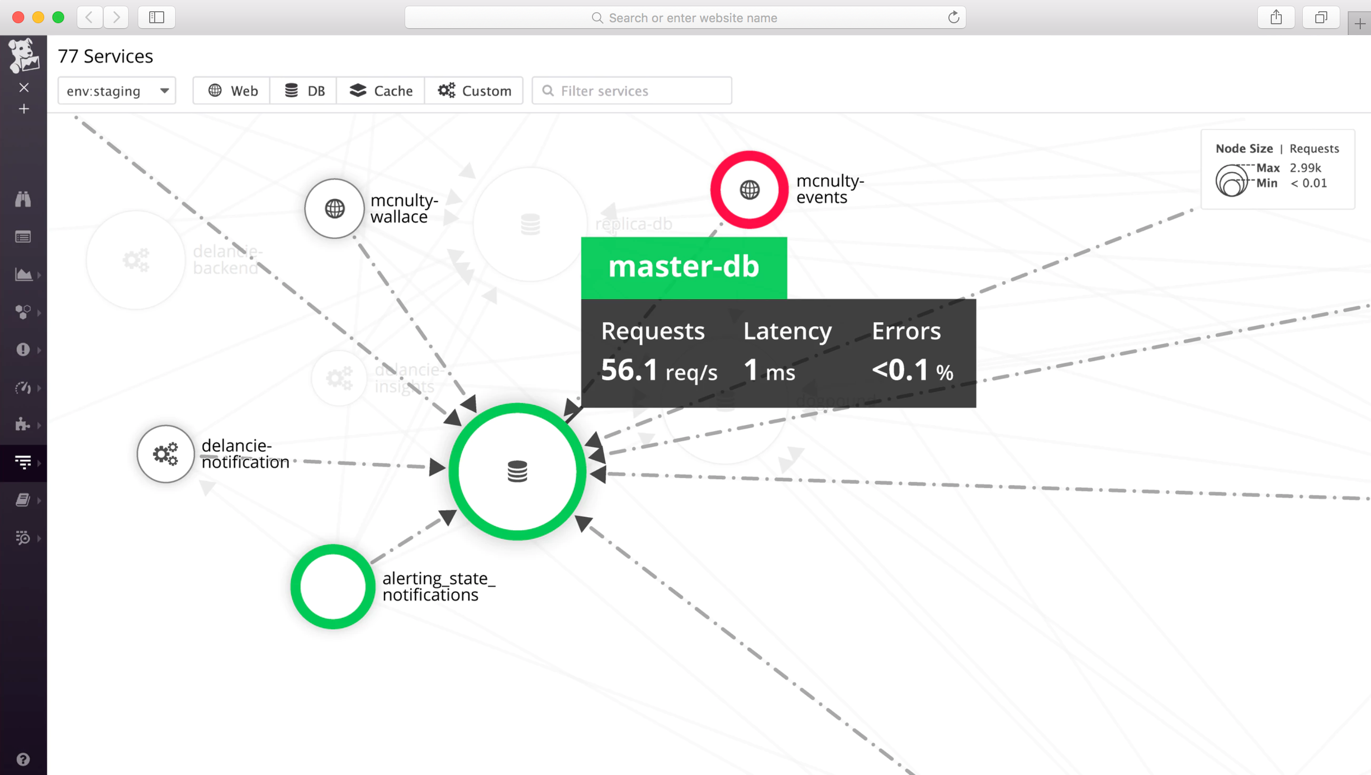 Search or enter website name
77 Services
env:staging
Web
DB
Cache
Custom
Filter services
Node Size | Requests
Max 2.99k
Min < 0.01
mcnulty-
events
mcnulty-
wallace
replica-db
delancie-
backend
master-db
Requests Latency Errors
56.1 req/s 1 ms <0.1 %
delancie-
insights
delancie-
notification
alerting_state_
notifications